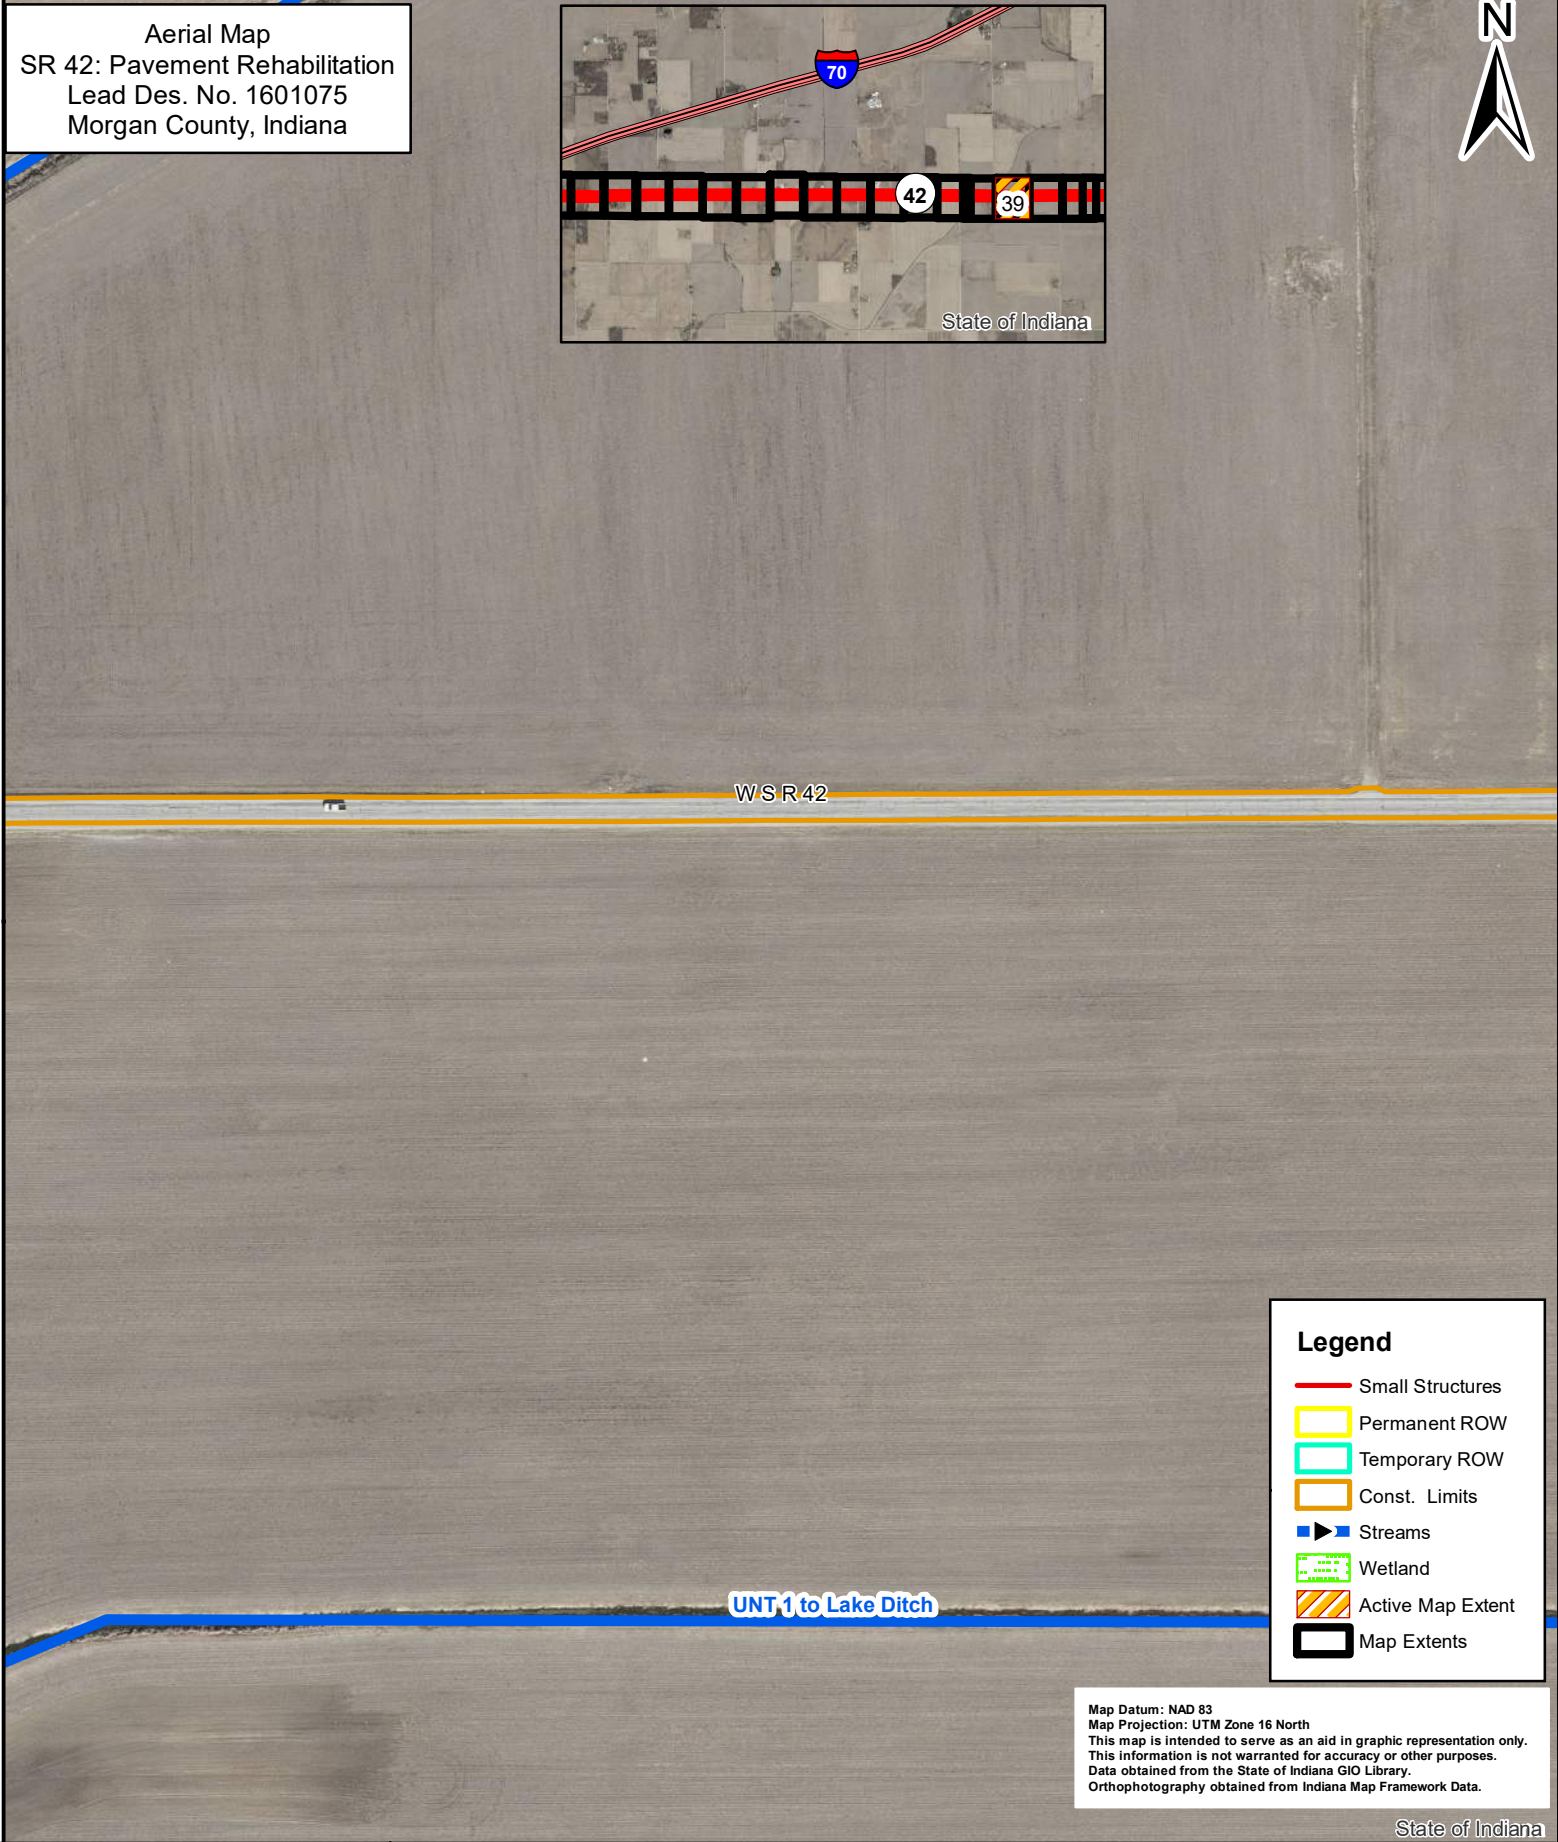 Aerial Map
SR 42: Pavement Rehabilitation
Lead Des. No. 1601075
Morgan County, Indiana
70
42
39
State of Indiana
N
W S R 42
UNT 1 to Lake Ditch
Legend
Small Structures
Permanent ROW
Temporary ROW
Const. Limits
Streams
Wetland
Active Map Extent
Map Extents
Map Datum: NAD 83
Map Projection: UTM Zone 16 North
This map is intended to serve as an aid in graphic representation only.
This information is not warranted for accuracy or other purposes.
Data obtained from the State of Indiana GIO Library.
Orthophotography obtained from Indiana Map Framework Data.
State of Indiana